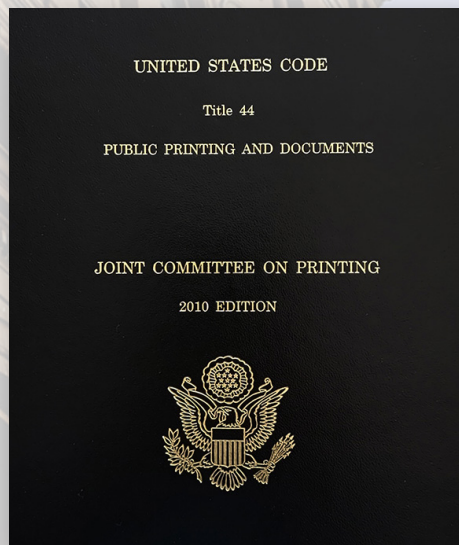 UNITED STATES CODE
Title 44
PUBLIC PRINTING AND DOCUMENTS
JOINT COMMITTEE ON PRINTING
2010 EDITION